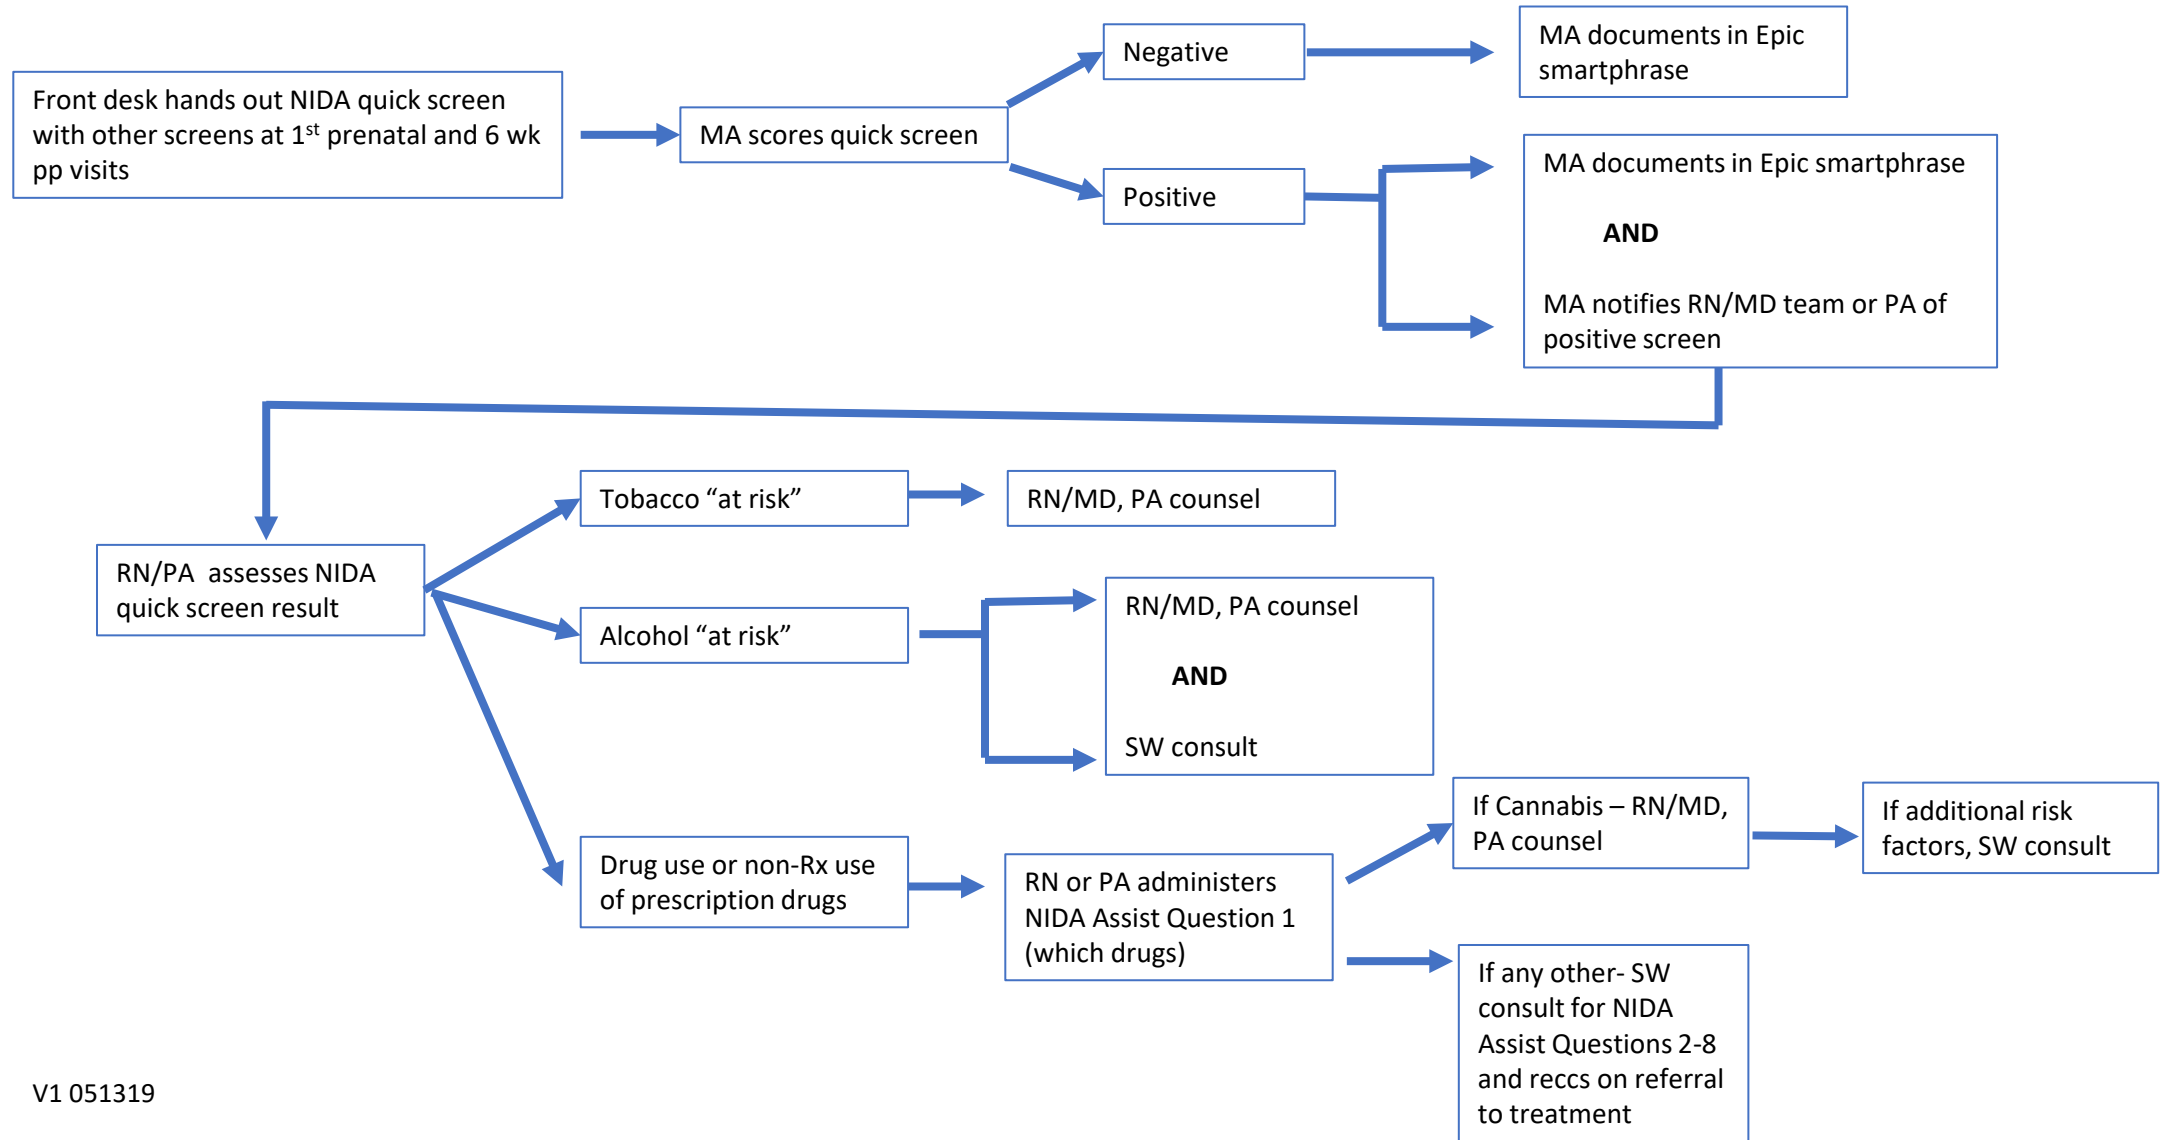 Front desk hands out NIDA quick screen
with other screens at 1st prenatal and 6 wk
pp visits
MA scores quick screen
Negative
MA documents in Epic
smartphrase
Positive
MA documents in Epic smartphrase
AND
MA notifies RN/MD team or PA of
positive screen
RN/PA  assesses NIDA
quick screen result
Tobacco “at risk”
RN/MD, PA counsel
Alcohol “at risk”
RN/MD, PA counsel
AND
SW consult
Drug use or non-Rx use
of prescription drugs
RN or PA administers
NIDA Assist Question 1
(which drugs)
If Cannabis – RN/MD,
PA counsel
If additional risk
factors, SW consult
If any other- SW
consult for NIDA
Assist Questions 2-8
and reccs on referral
to treatment
V1 051319